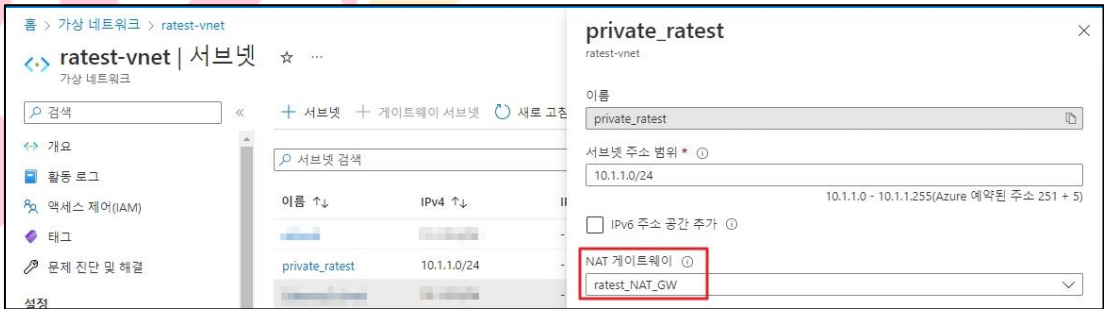 홈 > 가상 네트워크 > ratest-vnet
ratest-vnet | 서브넷 ☆ ...
가상 네트워크
검색 «
개요
활동 로그
액세스 제어(IAM)
태그
문제 진단 및 해결
설정
+ 서브넷 + 게이트웨이 서브넷 새로 고침
서브넷 검색
이름 ↑↓ IPv4 ↑↓
-
private_ratest 10.1.1.0/24 -
-
private_ratest ×
ratest-vnet
이름
private_ratest
서브넷 주소 범위 * ⓘ
10.1.1.0/24
10.1.1.0 - 10.1.1.255(Azure 예약된 주소 251 + 5)
IPv6 주소 공간 추가 ⓘ
NAT 게이트웨이 ⓘ
ratest_NAT_GW